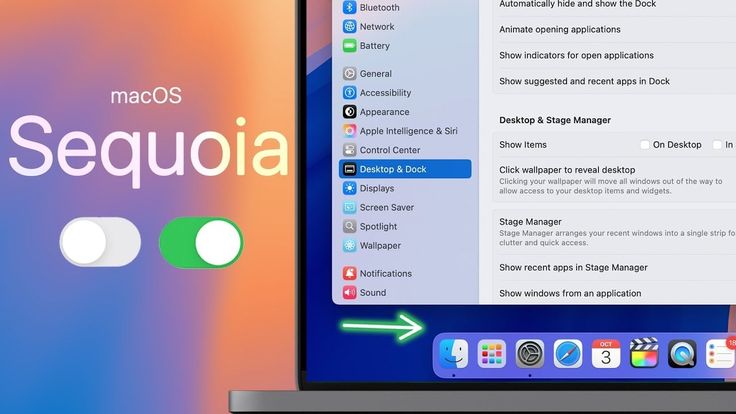 macOS
Sequoia
Bluetooth
Network
Battery
General
Accessibility
Appearance
Apple Intelligence & Siri
Control Center
Desktop & Dock
Displays
Screen Saver
Spotlight
Wallpaper
Notifications
Sound
Automatically hide and show the Dock
Animate opening applications
Show indicators for open applications
Show suggested and recent apps in Dock
Desktop & Stage Manager
Show Items
On Desktop
In
Click wallpaper to reveal desktop
Clicking your wallpaper will move all windows out of the way to
allow access to your desktop items and widgets.
Stage Manager
Stage Manager arranges your recent windows into a single strip fo
clutter and quick access.
Show recent apps in Stage Manager
Show windows from an application
OCT
3
18